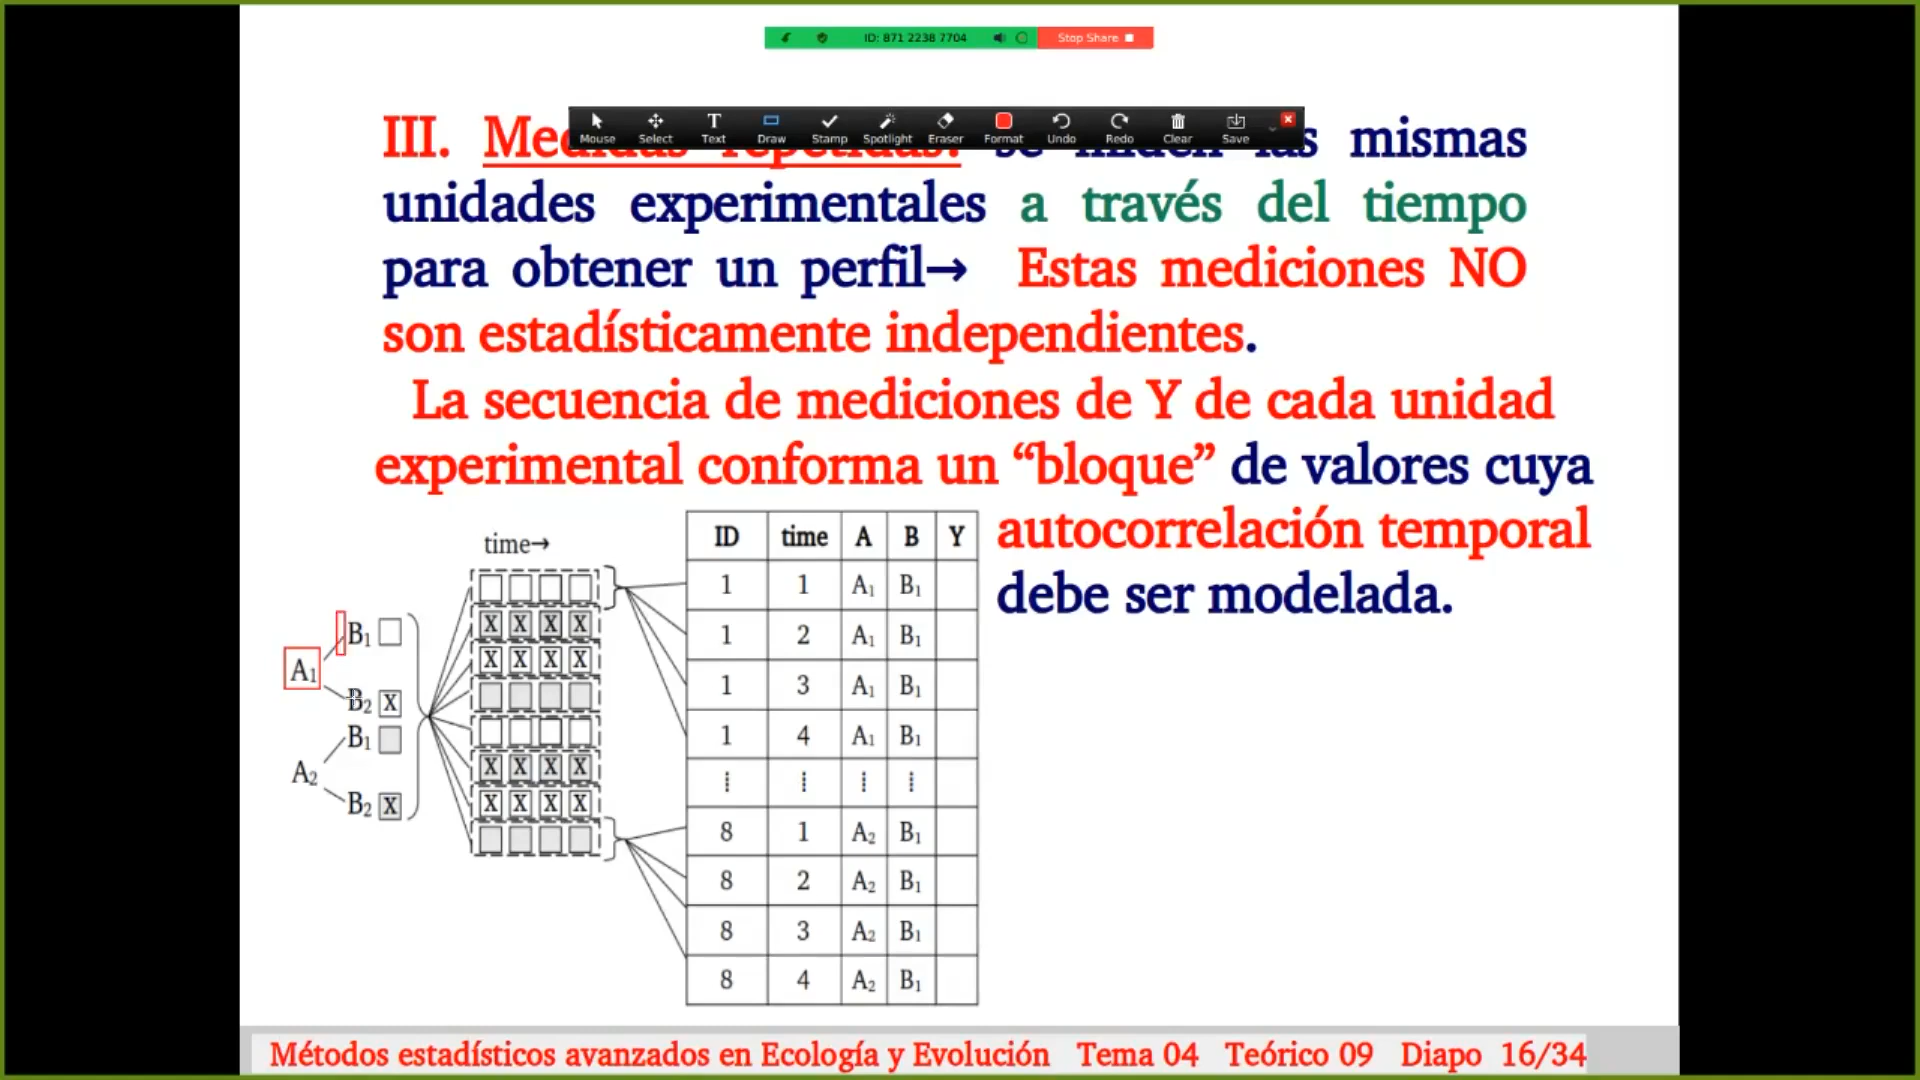 ID: 871 2238 7704 Stop Share
Mouse Select Text Draw Stamp Spotlight Eraser Format Undo Redo Clear Save
III. Medidas repetidas: se miden las mismas
unidades experimentales a través del tiempo
para obtener un perfil→ Estas mediciones NO
son estadísticamente independientes.
La secuencia de mediciones de Y de cada unidad
experimental conforma un “bloque” de valores cuya
autocorrelación temporal
debe ser modelada.
time→
A₁
B₁
B₂ X
A₂
B₁
B₂ X
X X X X
X X X X
X X X X
X X X X
ID time A B Y
1 1 A₁ B₁
1 2 A₁ B₁
1 3 A₁ B₁
1 4 A₁ B₁
⋮ ⋮ ⋮ ⋮
8 1 A₂ B₁
8 2 A₂ B₁
8 3 A₂ B₁
8 4 A₂ B₁
Métodos estadísticos avanzados en Ecología y Evolución Tema 04 Teórico 09 Diapo 16/34